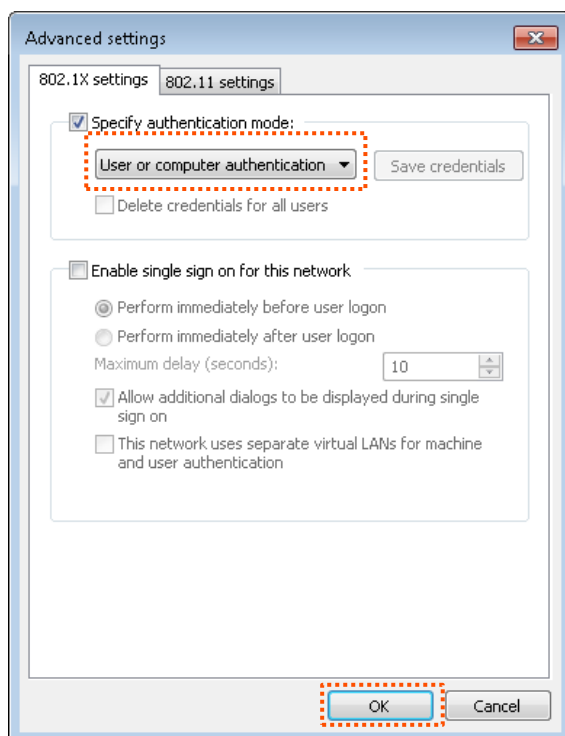 Advanced settings
802.1X settings
802.11 settings
Specify authentication mode:
User or computer authentication
Save credentials
Delete credentials for all users
Enable single sign on for this network
Perform immediately before user logon
Perform immediately after user logon
Maximum delay (seconds):
10
Allow additional dialogs to be displayed during single
sign on
This network uses separate virtual LANs for machine
and user authentication
OK
Cancel